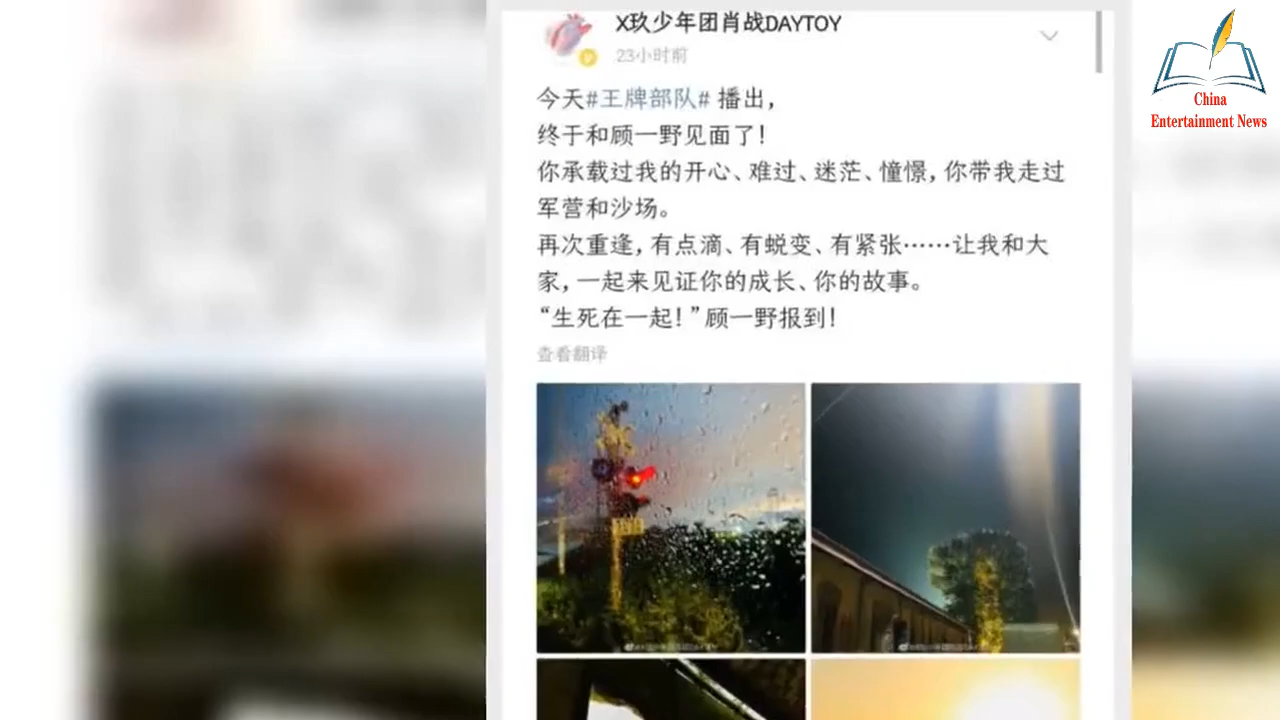 X玖少年团肖战DAYTOY
23小时前
今天#王牌部队# 播出，
终于和顾一野见面了！
你承载过我的开心、难过、迷茫、憧憬，你带我走过
军营和沙场。
再次重逢，有点滴、有蜕变、有紧张……让我和大
家，一起来见证你的成长、你的故事。
“生死在一起！”顾一野报到！
查看翻译
China
Entertainment News